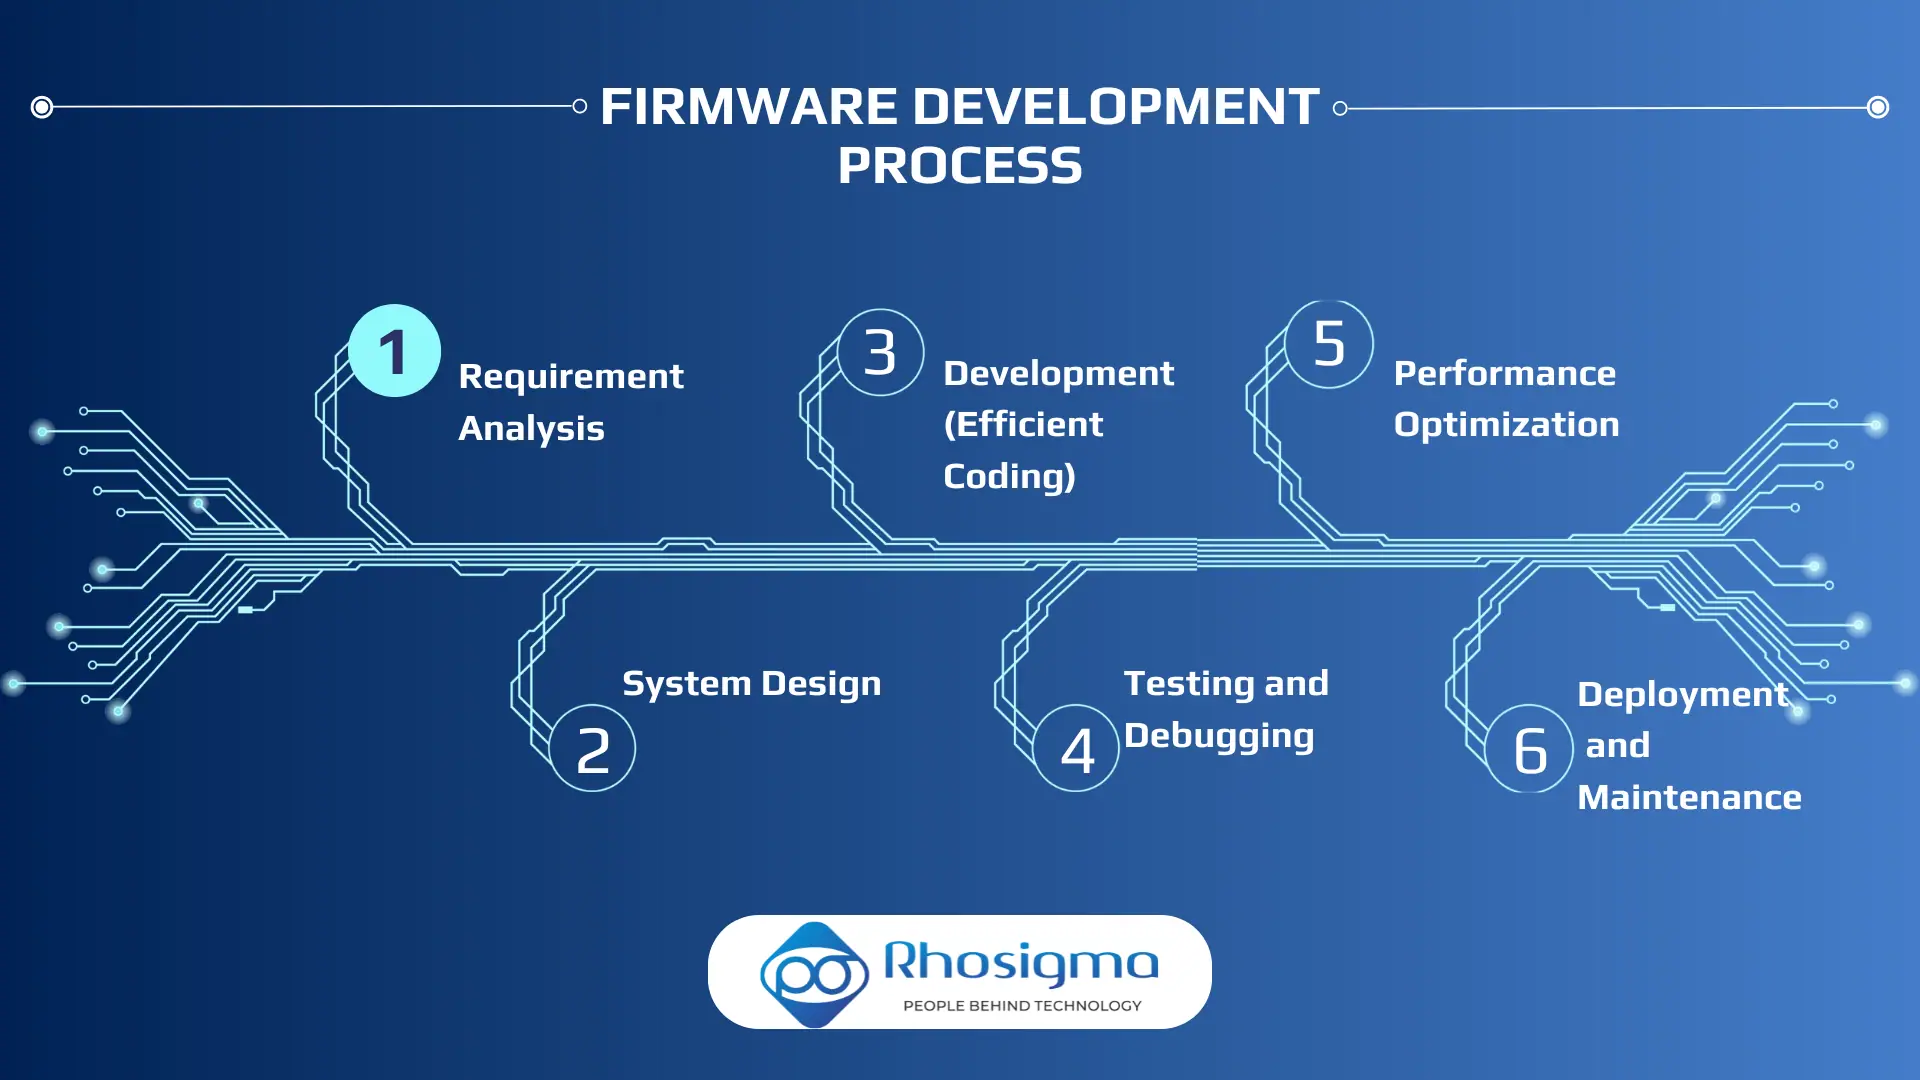 FIRMWARE DEVELOPMENT
PROCESS
1
Requirement
Analysis
2
System Design
3
Development
(Efficient
Coding)
4
Testing and
Debugging
5
Performance
Optimization
6
Deployment
and
Maintenance
Rhosigma
PEOPLE BEHIND TECHNOLOGY